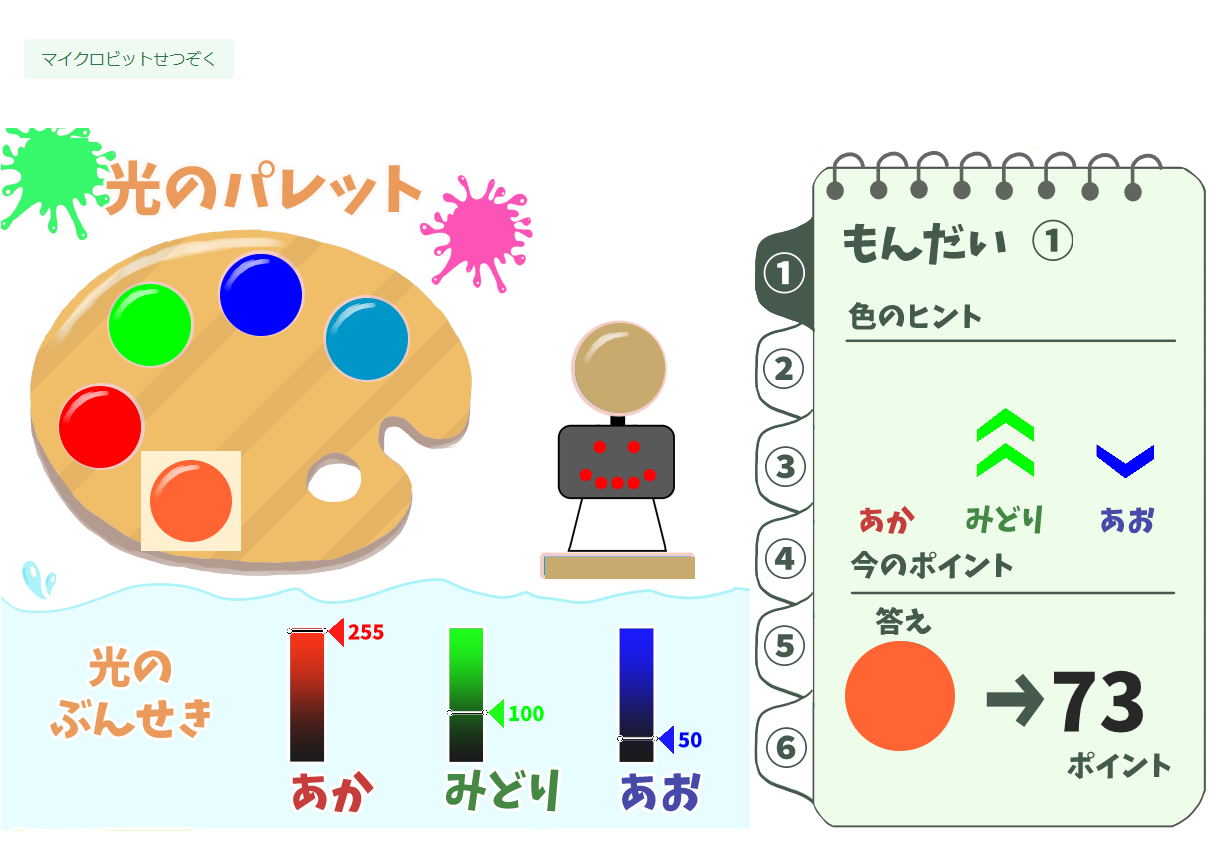 マイクロビットせつぞく
光のパレット
光の
ぶんせき
255
100
50
あか
みどり
あお
①
②
③
④
⑤
⑥
もんだい ①
色のヒント
あか
みどり
あお
今のポイント
答え
73
ポイント